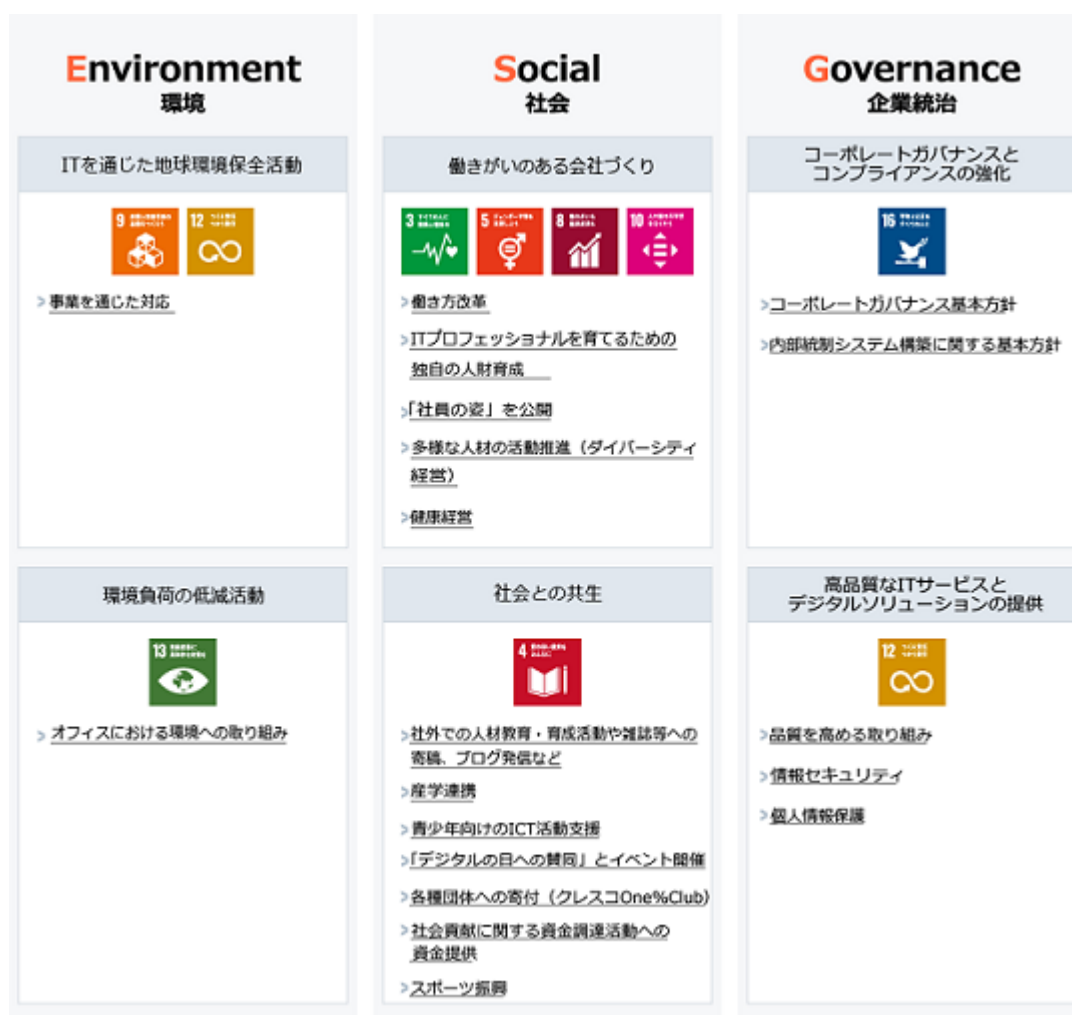 Environment
環境
ITを通じた地球環境保全活動
9
12
>事業を通じた対応
環境負荷の低減活動
13
>オフィスにおける環境への取り組み
Social
社会
働きがいのある会社づくり
3
5
8
10
>働き方改革
>ITプロフェッショナルを育てるための
独自の人財育成
>「社員の姿」を公開
>多様な人材の活動推進（ダイバーシティ
経営）
>健康経営
社会との共生
4
>社外での人材教育・育成活動や雑誌等への
寄稿、ブログ発信など
>産学連携
>青少年向けのICT活動支援
>「デジタルの日への賛同」とイベント開催
>各種団体への寄付（クレスコOne%Club）
>社会貢献に関する資金調達活動への
資金提供
>スポーツ振興
Governance
企業統治
コーポレートガバナンスと
コンプライアンスの強化
16
>コーポレートガバナンス基本方針
>内部統制システム構築に関する基本方針
高品質なITサービスと
デジタルソリューションの提供
12
>品質を高める取り組み
>情報セキュリティ
>個人情報保護